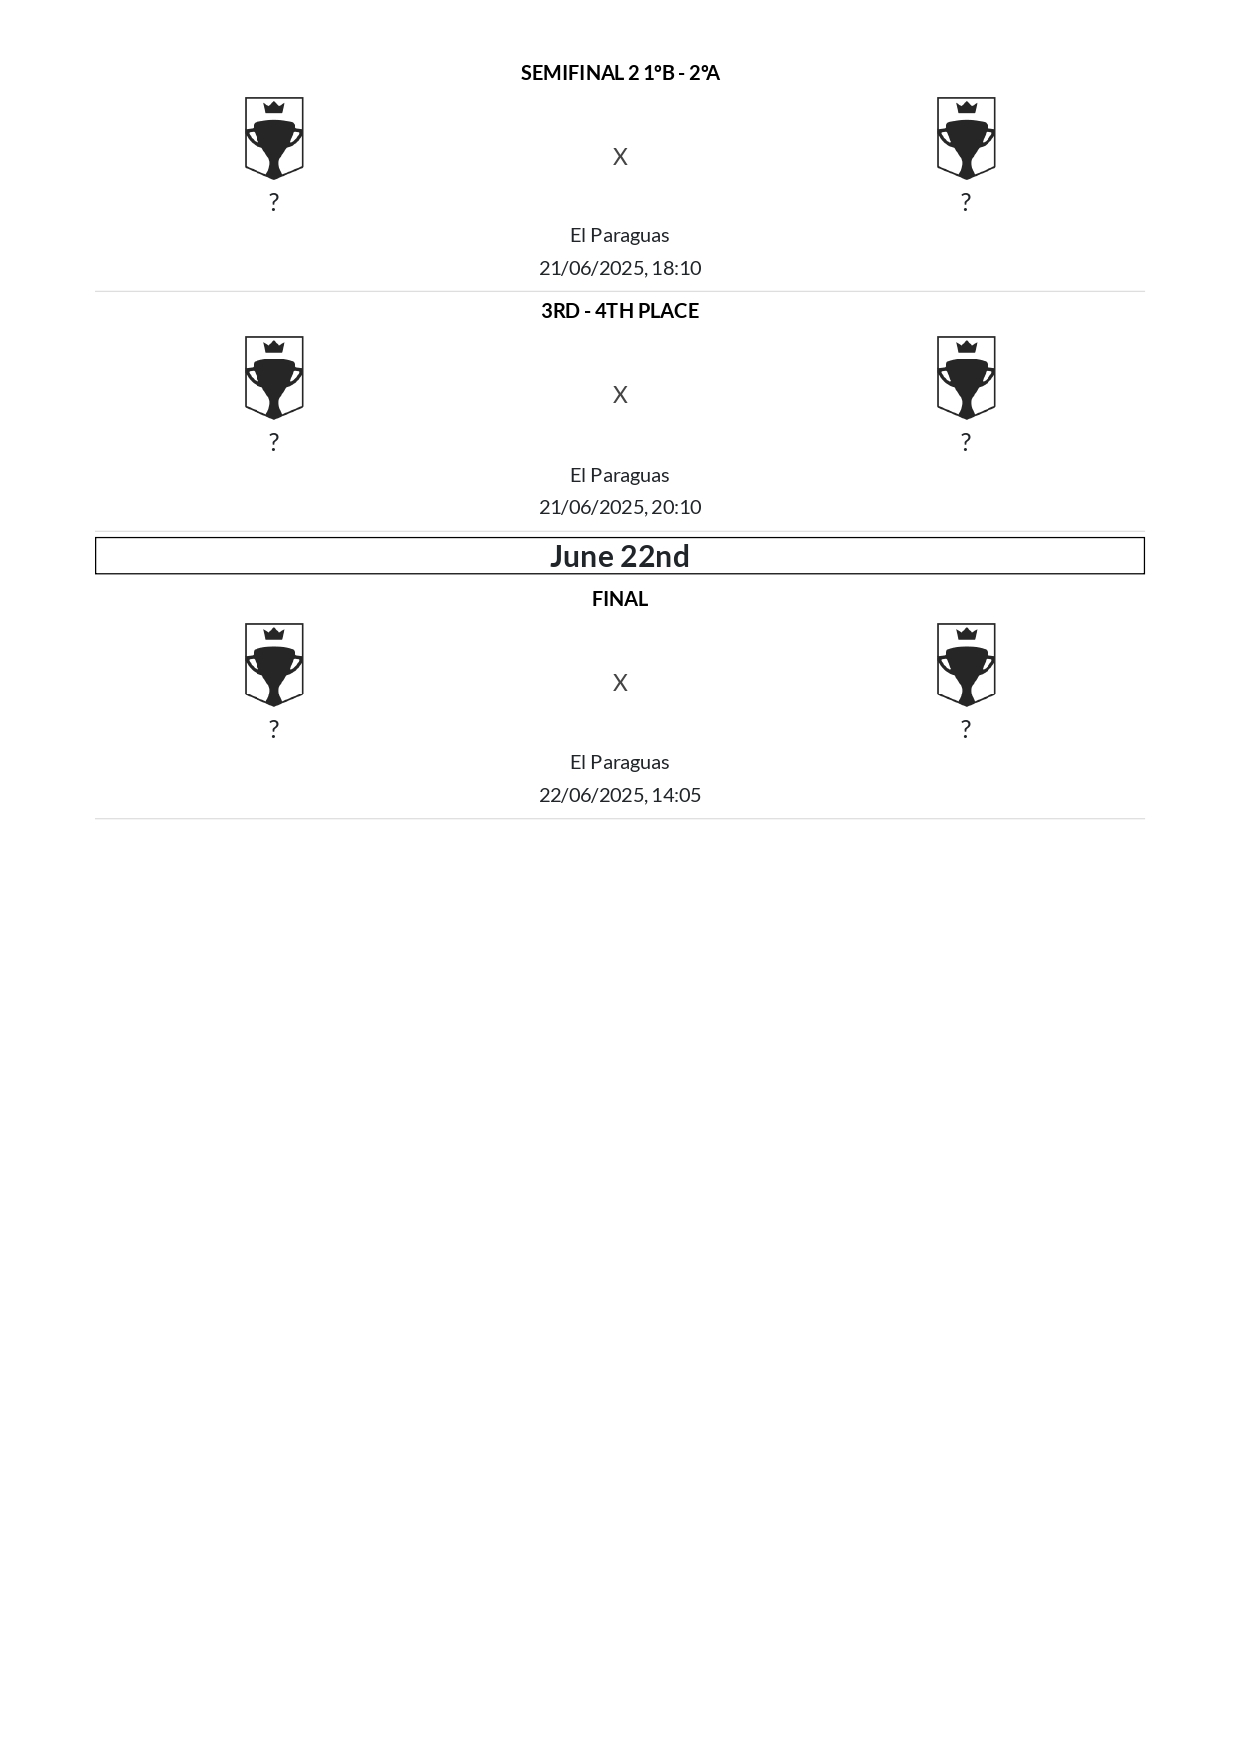 SEMIFINAL 2 1ºB - 2ºA
X
? ?
El Paraguas
21/06/2025, 18:10
3RD - 4TH PLACE
X
? ?
El Paraguas
21/06/2025, 20:10
June 22nd
FINAL
X
? ?
El Paraguas
22/06/2025, 14:05